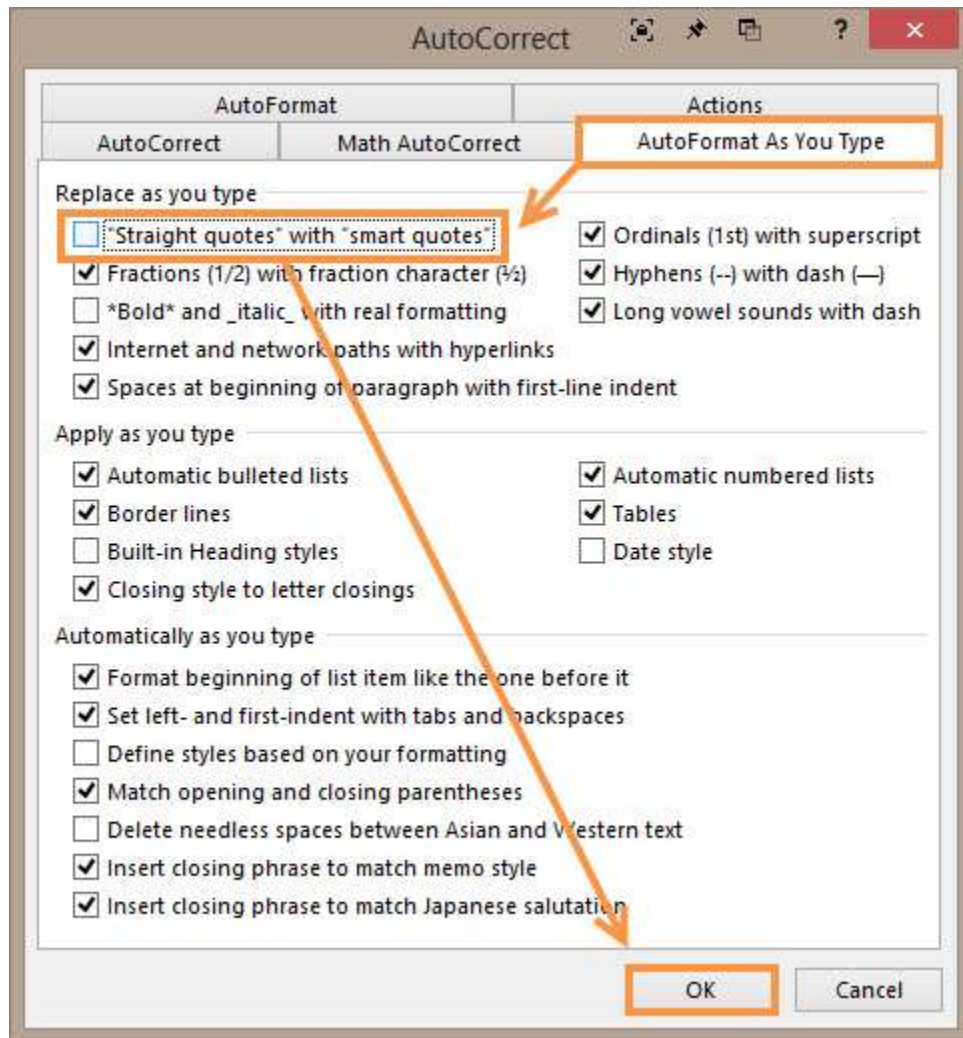 AutoCorrect ?
AutoFormat Actions
AutoCorrect Math AutoCorrect AutoFormat As You Type
Replace as you type
"Straight quotes" with “smart quotes” Ordinals (1st) with superscript
Fractions (1/2) with fraction character (½) Hyphens (--) with dash (—)
*Bold* and _italic_ with real formatting Long vowel sounds with dash
Internet and network paths with hyperlinks
Spaces at beginning of paragraph with first-line indent
Apply as you type
Automatic bulleted lists Automatic numbered lists
Border lines Tables
Built-in Heading styles Date style
Closing style to letter closings
Automatically as you type
Format beginning of list item like the one before it
Set left- and first-indent with tabs and backspaces
Define styles based on your formatting
Match opening and closing parentheses
Delete needless spaces between Asian and Western text
Insert closing phrase to match memo style
Insert closing phrase to match Japanese salutation
OK Cancel